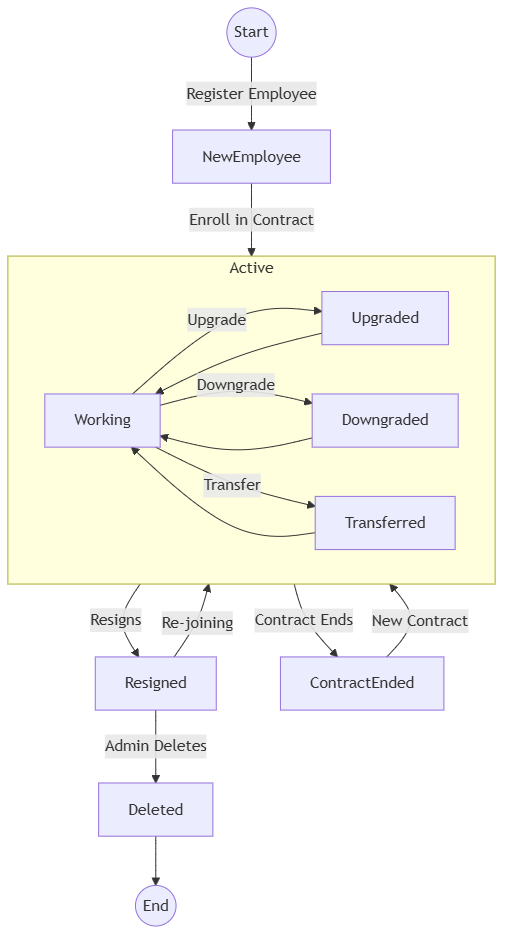 Start
Register Employee
NewEmployee
Enroll in Contract
Active
Upgrade
Upgraded
Downgrade
Working
Downgraded
Transfer
Transferred
Resigns
Re-joining
Contract Ends
New Contract
Resigned
ContractEnded
Admin Deletes
Deleted
End